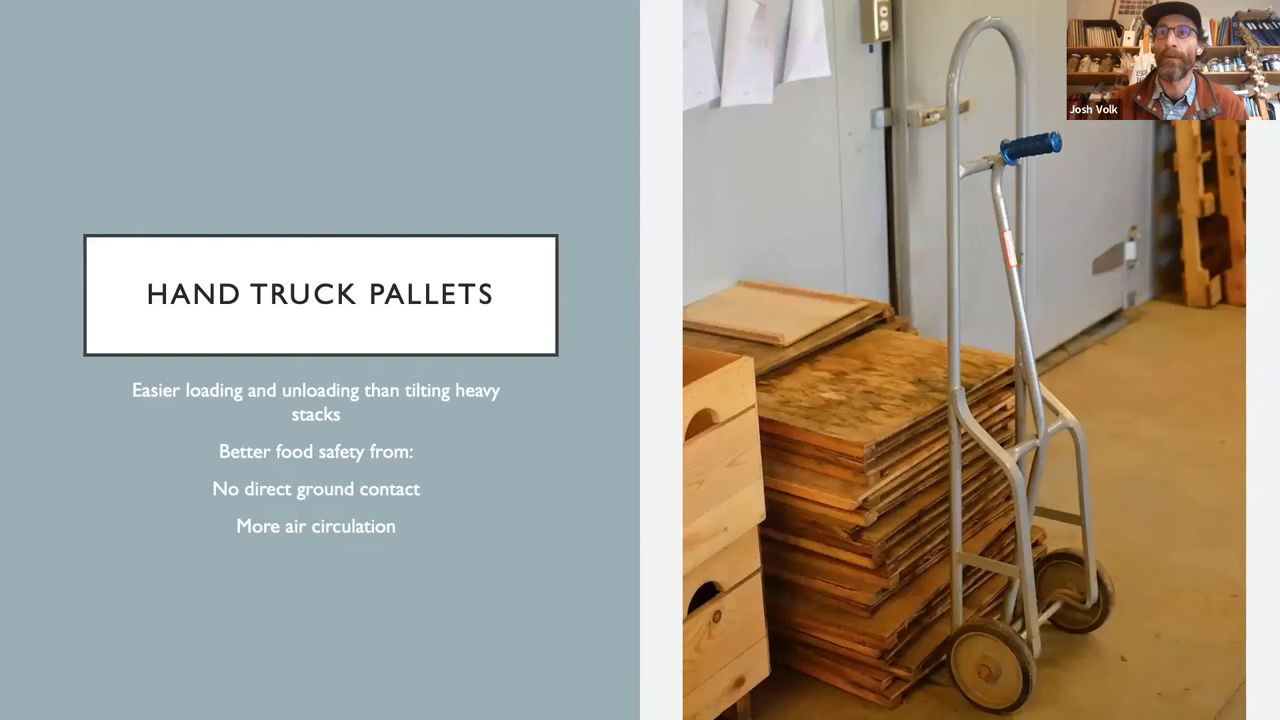 HAND TRUCK PALLETS
Easier loading and unloading than tilting heavy
stacks
Better food safety from:
No direct ground contact
More air circulation
Josh Volk